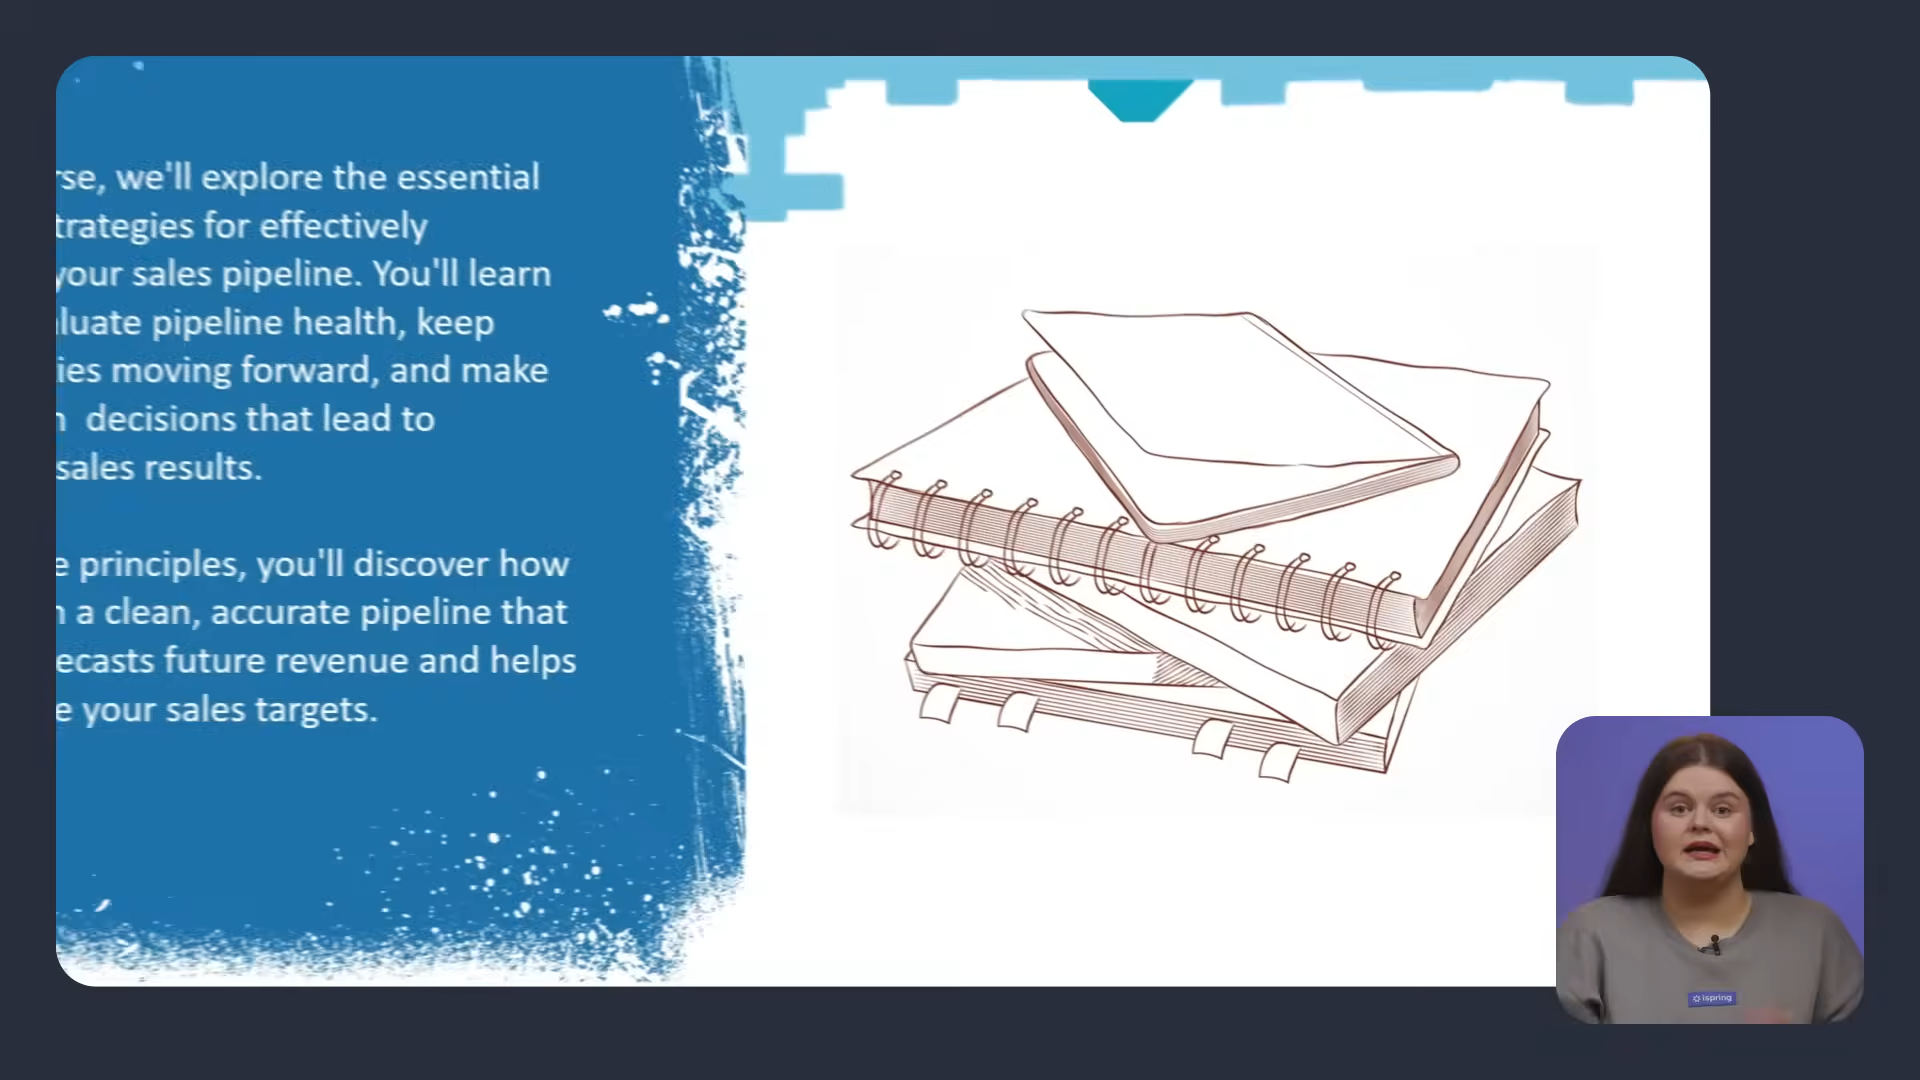 rse, we'll explore the essential
trategies for effectively
your sales pipeline. You'll learn
luate pipeline health, keep
ies moving forward, and make
decisions that lead to
sales results.
e principles, you'll discover how
a clean, accurate pipeline that
ecasts future revenue and helps
e your sales targets.
ispring